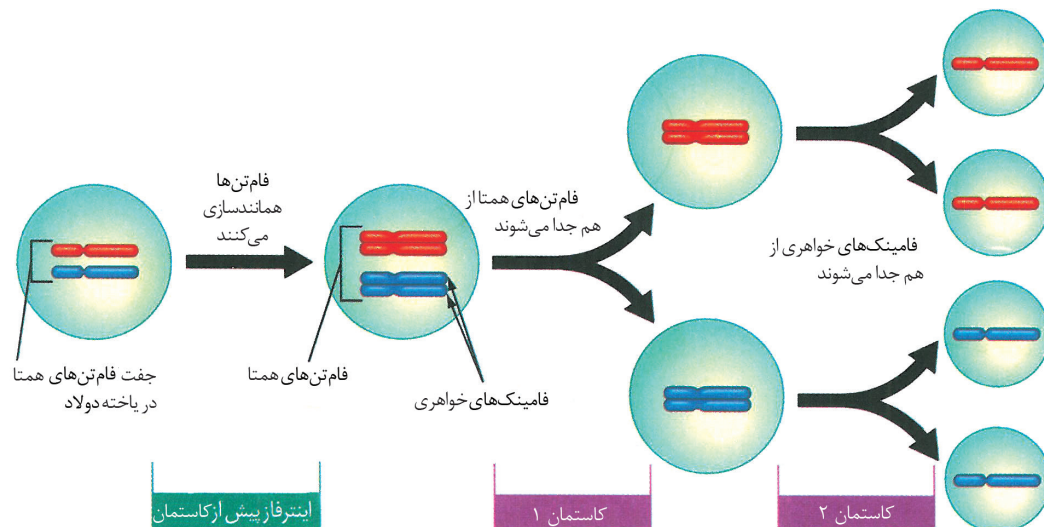 فام‌تن‌ها
همانندسازی
می‌کنند
فام‌تن‌های همتا از
هم جدا می‌شوند
فامینک‌های خواهری از
هم جدا می‌شوند
جفت فام‌تن‌های همتا
در یاخته دولاد
فام‌تن‌های همتا
فامینک‌های خواهری
اینترفاز پیش از کاستمان
کاستمان ۱
کاستمان ۲